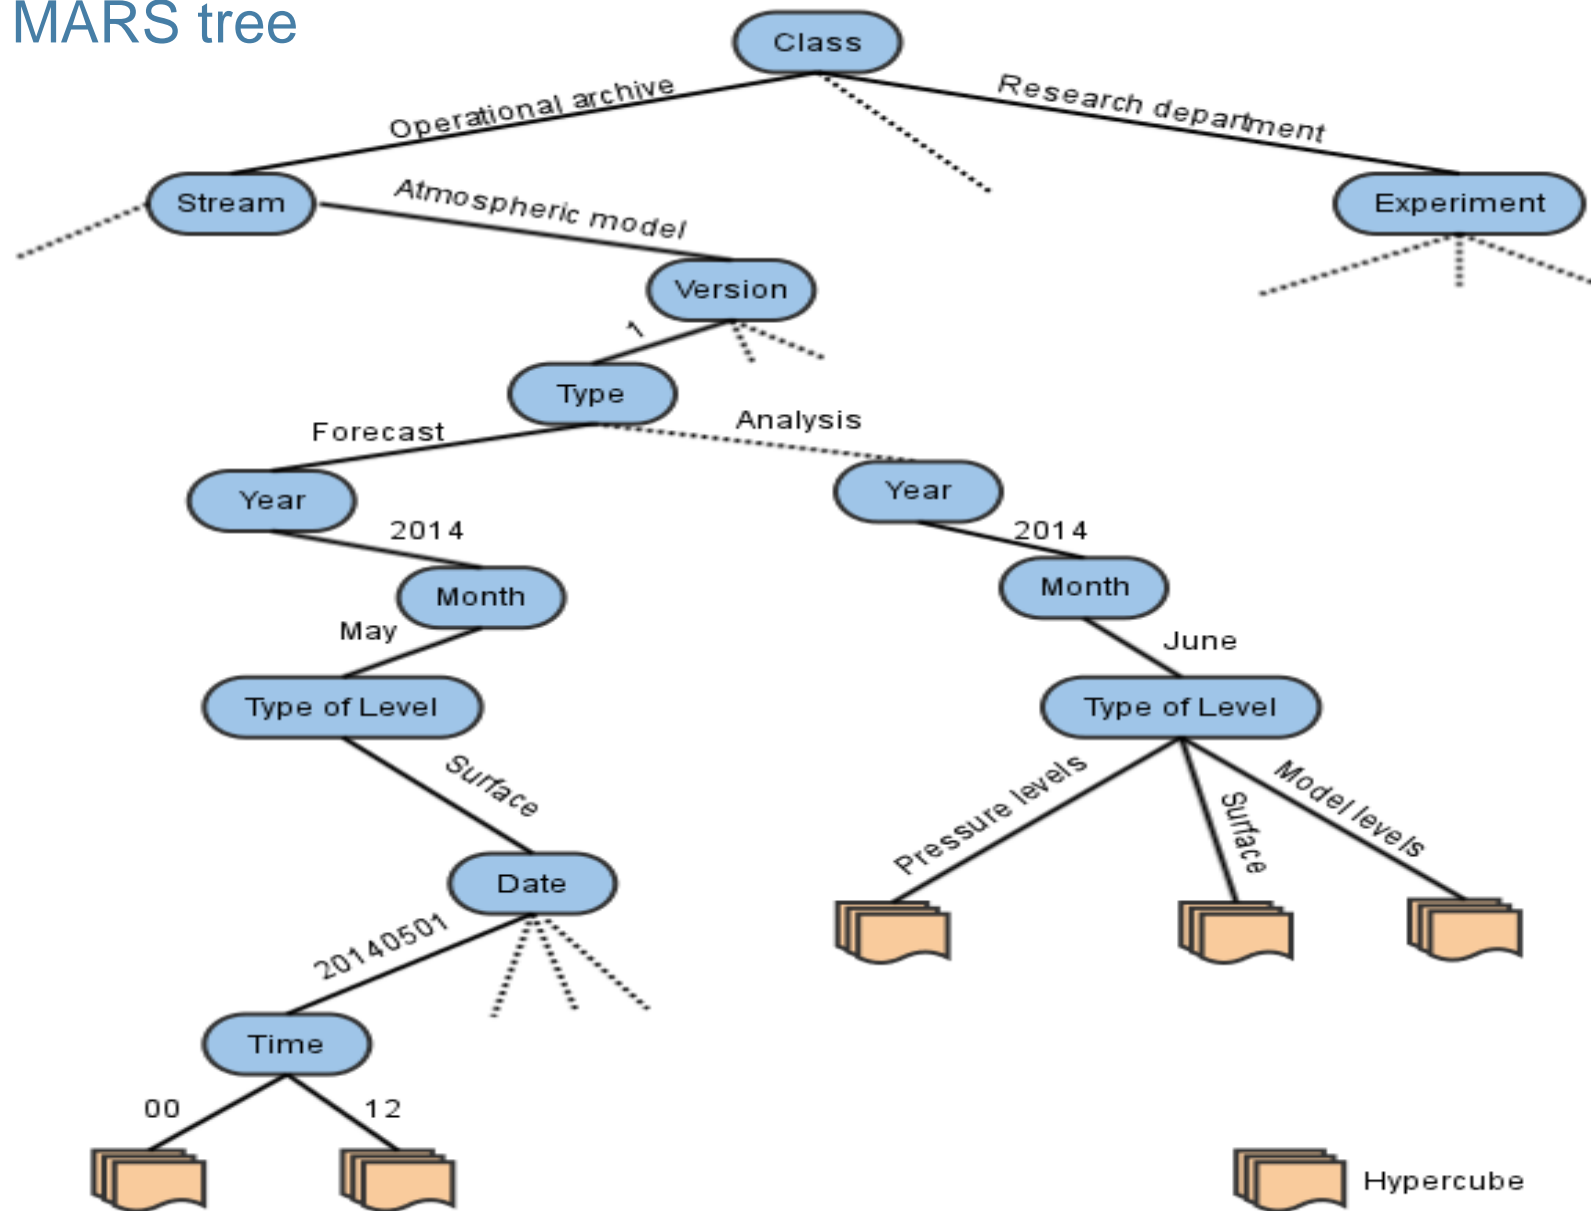 MARS tree
Class
Operational archive
Research department
Stream
Atmospheric model
Experiment
Version
1
Type
Forecast
Analysis
Year
Year
2014
2014
Month
Month
May
June
Type of Level
Type of Level
Surface
Pressure levels
Surface
Model levels
Date
20140501
Time
00
12
Hypercube